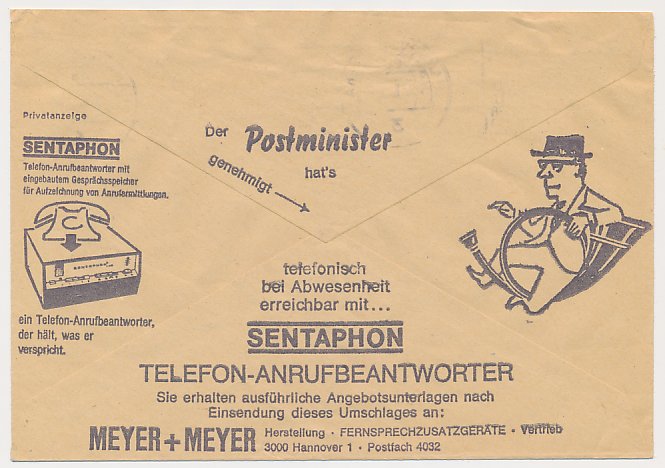 Privatanzeige
SENTAPHON
Telefon-Anrufbeantworter mit
eingebautem Gesprächsspeicher
für Aufzeichnung von Anrufermittlungen.
C
SENTAPHON
ein Telefon-Anrufbeantworter,
der hält, was er
verspricht.
Der Postminister
genehmigt
hat's
telefonisch
bei Abwesenheit
erreichbar mit...
SENTAPHON
TELEFON-ANRUFBEANTWORTER
Sie erhalten ausführliche Angebotsunterlagen nach
Einsendung dieses Umschlages an:
MEYER+MEYER
Herstellung · FERNSPRECHZUSATZGERÄTE · Vertrieb
3000 Hannover 1 · Postfach 4032